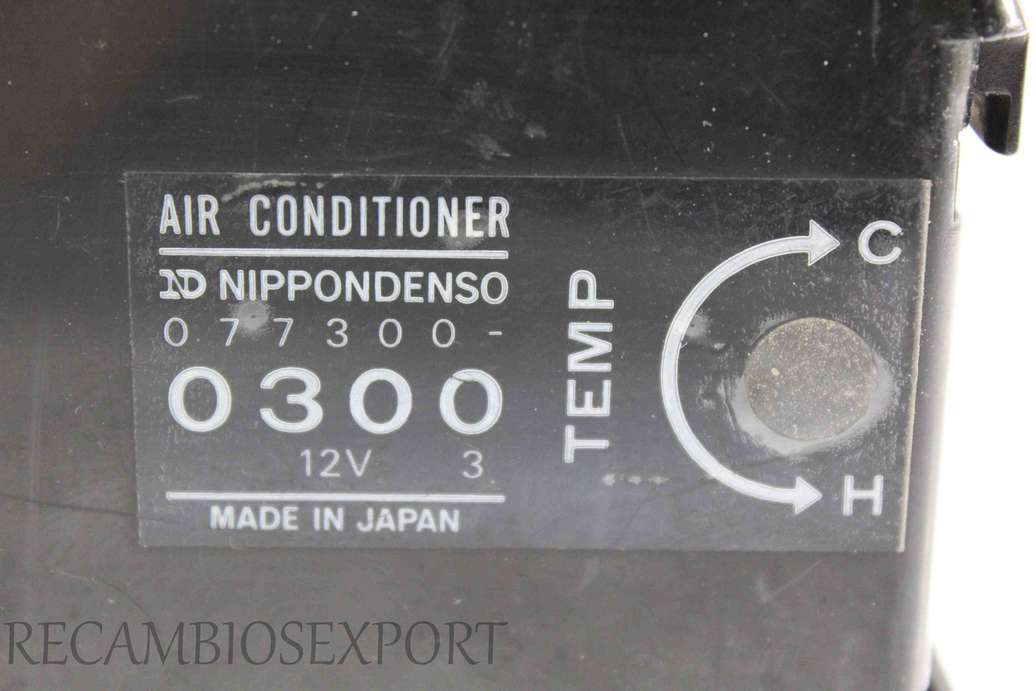 AIR CONDITIONER
ND NIPPONDENSO
077300-
0300
12V 3
MADE IN JAPAN
TEMP
C
H
RECAMBIOSEXPORT